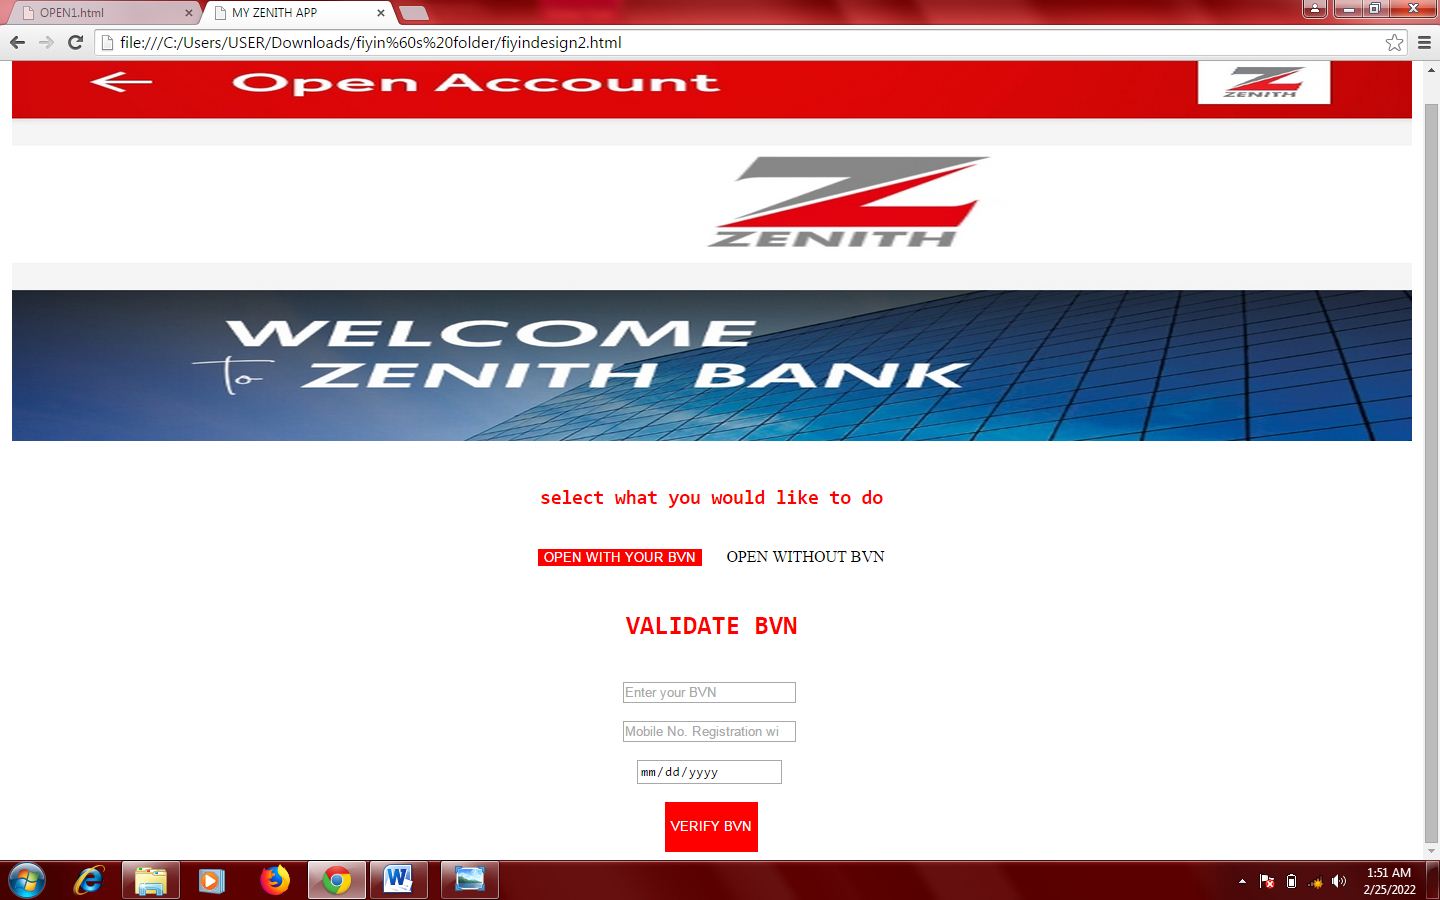 OPEN1.html
MY ZENITH APP
file:///C:/Users/USER/Downloads/fiyin%60s%20folder/fiyindesign2.html
Open Account
ZENITH
ZENITH
WELCOME
to ZENITH BANK
select what you would like to do
OPEN WITH YOUR BVN OPEN WITHOUT BVN
VALIDATE BVN
Enter your BVN
Mobile No. Registration wi
mm/dd/yyyy
VERIFY BVN
1:51 AM
2/25/2022